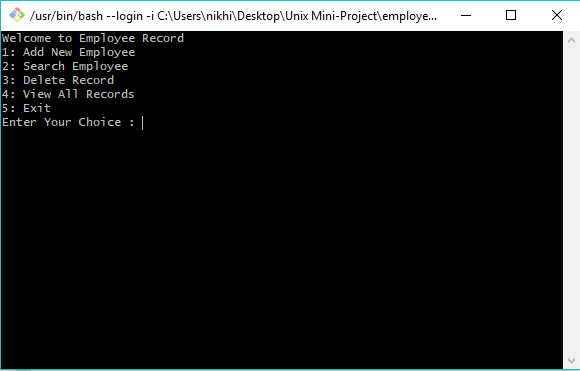 /usr/bin/bash --login -i C:\Users\nikhi\Desktop\Unix Mini-Project\employe...
Welcome to Employee Record
1: Add New Employee
2: Search Employee
3: Delete Record
4: View All Records
5: Exit
Enter Your Choice :